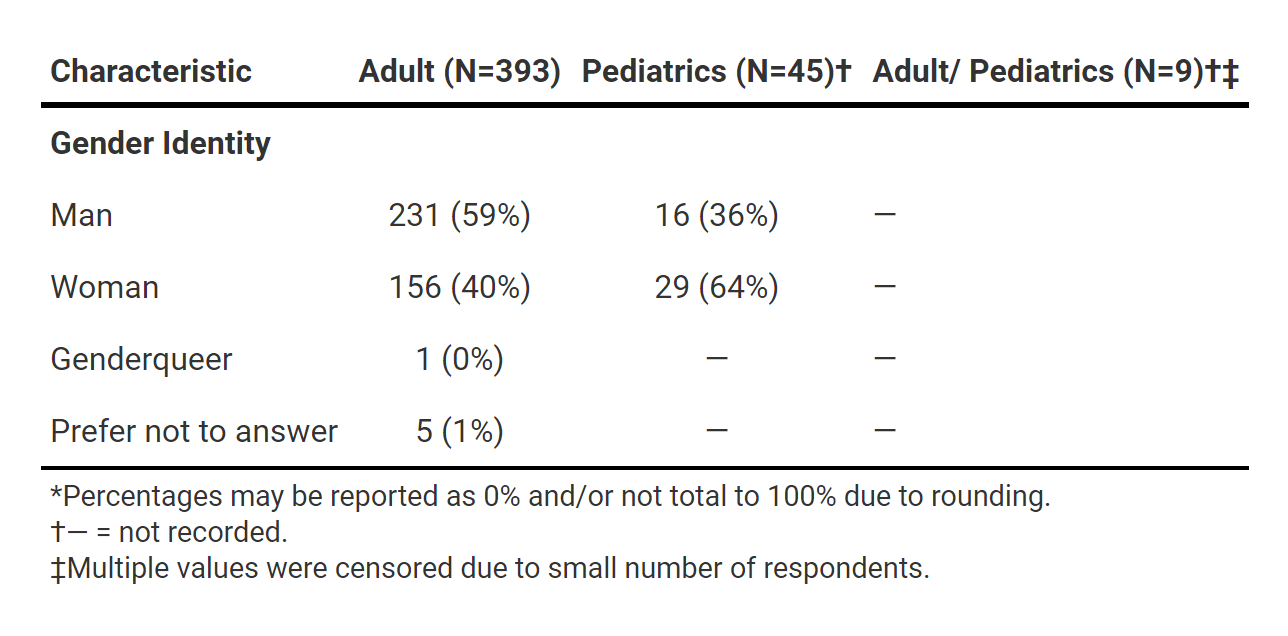 Characteristic Adult (N=393) Pediatrics (N=45)† Adult/ Pediatrics (N=9)†‡
Gender Identity
Man 231 (59%) 16 (36%) —
Woman 156 (40%) 29 (64%) —
Genderqueer 1 (0%) — —
Prefer not to answer 5 (1%) — —
*Percentages may be reported as 0% and/or not total to 100% due to rounding.
†— = not recorded.
‡Multiple values were censored due to small number of respondents.